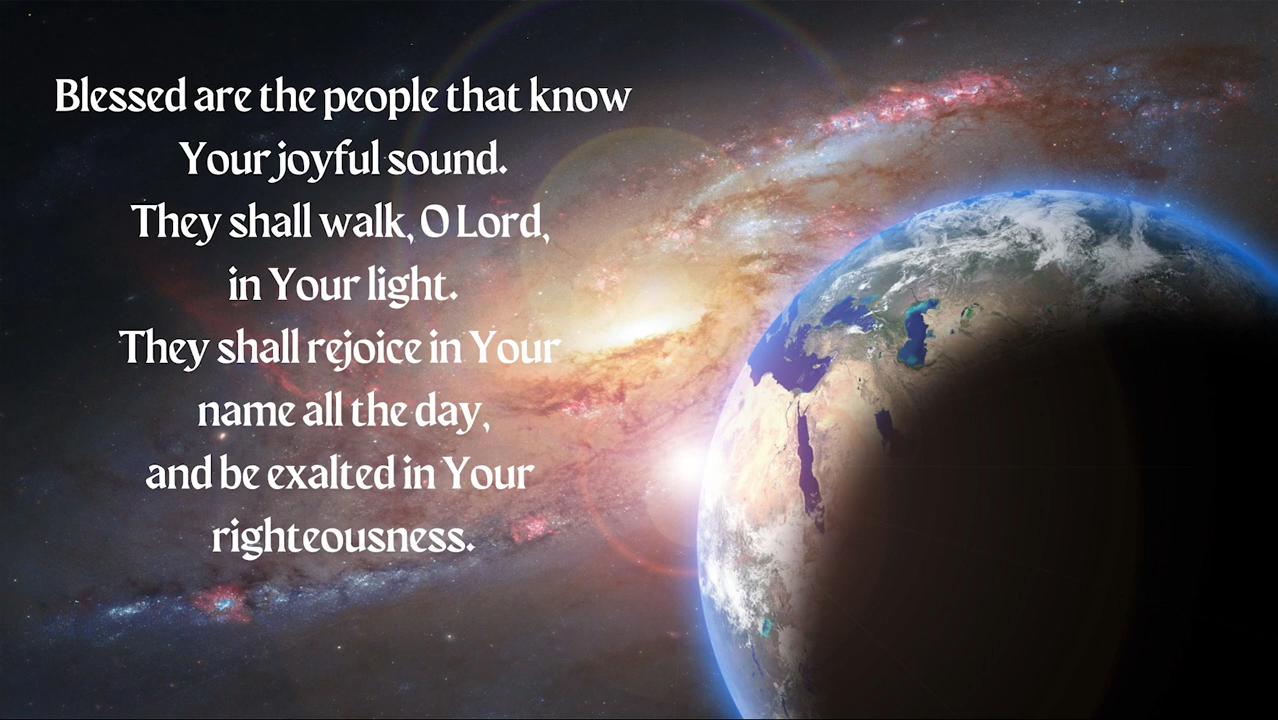 Blessed are the people that know
Your joyful sound.
They shall walk, O Lord,
in Your light.
They shall rejoice in Your
name all the day,
and be exalted in Your
righteousness.